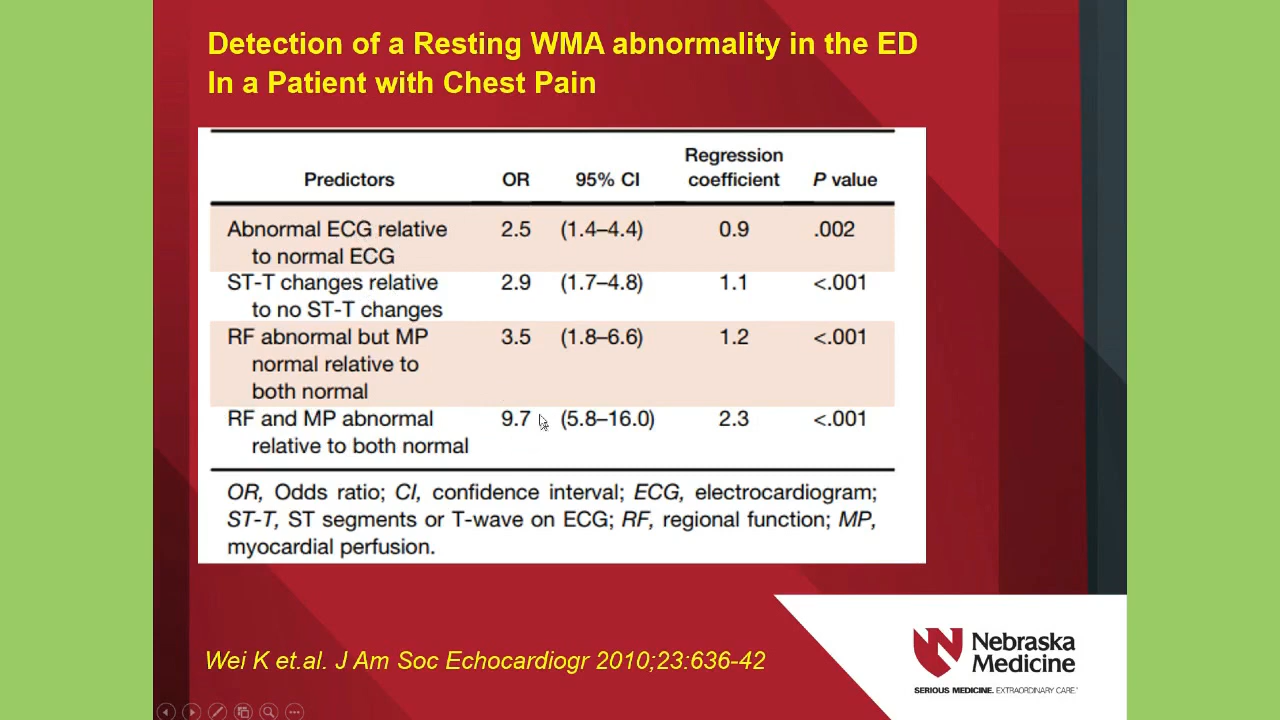 Detection of a Resting WMA abnormality in the ED
In a Patient with Chest Pain
Predictors OR 95% CI Regression coefficient P value
Abnormal ECG relative to normal ECG 2.5 (1.4–4.4) 0.9 .002
ST-T changes relative to no ST-T changes 2.9 (1.7–4.8) 1.1 <.001
RF abnormal but MP normal relative to both normal 3.5 (1.8–6.6) 1.2 <.001
RF and MP abnormal relative to both normal 9.7 (5.8–16.0) 2.3 <.001
OR, Odds ratio; CI, confidence interval; ECG, electrocardiogram;
ST-T, ST segments or T-wave on ECG; RF, regional function; MP,
myocardial perfusion.
Wei K et.al. J Am Soc Echocardiogr 2010;23:636-42
Nebraska
Medicine
SERIOUS MEDICINE. EXTRAORDINARY CARE.